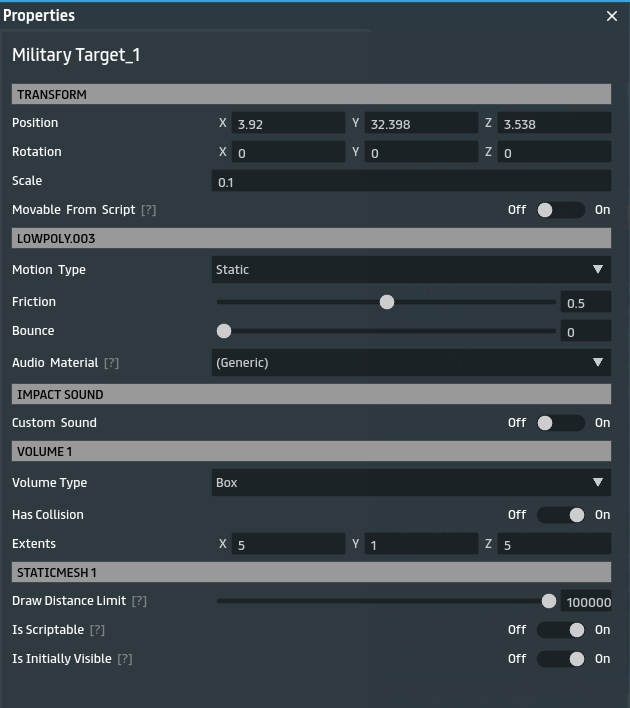 Properties
Military Target_1
TRANSFORM
Position X 3.92 Y 32.398 Z 3.538
Rotation X 0 Y 0 Z 0
Scale 0.1
Movable From Script [?] Off On
LOWPOLY.003
Motion Type Static
Friction 0.5
Bounce 0
Audio Material [?] (Generic)
IMPACT SOUND
Custom Sound Off On
VOLUME 1
Volume Type Box
Has Collision Off On
Extents X 5 Y 1 Z 5
STATICMESH 1
Draw Distance Limit [?] 100000
Is Scriptable [?] Off On
Is Initially Visible [?] Off On